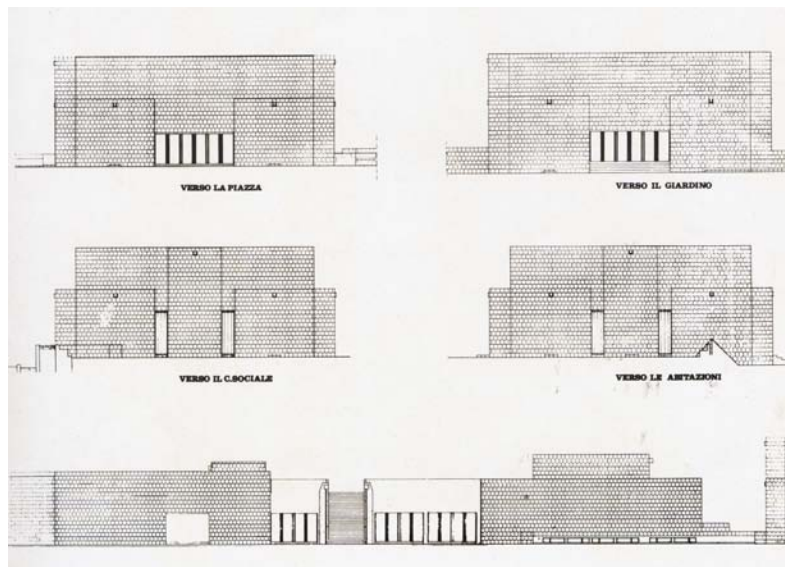 VERSO LA PIAZZA
VERSO IL GIARDINO
VERSO IL C.SOCIALE
VERSO LE ABITAZIONI